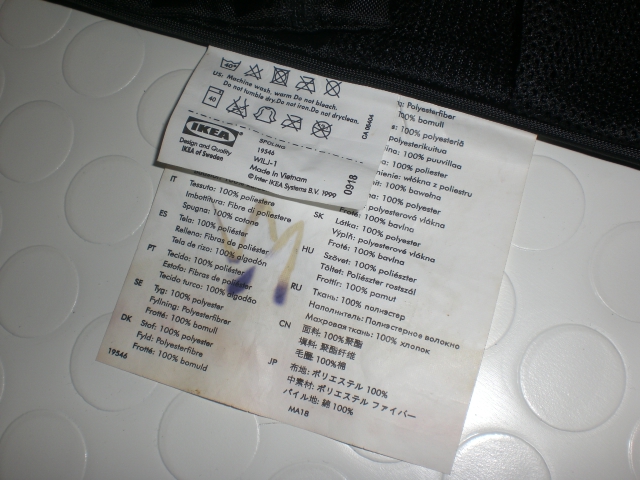 40°
US: Machine wash, warm Do not bleach.
Do not tumble dry.Do not iron.Do not dryclean.
40
CA 05604
IKEA
Design and Quality
IKEA of Sweden
SPOLING
19546
WILJ-1
Made in Vietnam
© Inter IKEA Systems B.V. 1999
0918
IT
Tessuto: 100% poliestere
Imbottitura: Fibre di poliestere
Spugna: 100% cotone
ES
Tela: 100% poliéster
Relleno: Fibras de poliéster
Tela de rizo: 100% algodón
PT
Tecido: 100% poliéster
Estofo: Fibras de poliéster
Tecido turco: 100% algodão
SE
Tyg: 100% polyester
Fyllning: Polyesterfiber
Frotté: 100% bomull
DK
Stof: 100% polyester
Fyld: Polyesterfibre
Frotté: 100% bomuld
19546
Polyesterfiber
100% bomull
100% polyesteriä
polyesterikuitua
100% puuvillaa
100% poliester
włókna z poliestru
100% bawełna
100% polyester
polyesterová vlákna
Froté: 100% bavlna
SK
Látka: 100% polyester
Výplň: polyesterové vlákna
Froté: 100% bavlna
HU
Szövet: 100% poliészter
Töltet: Poliészter rostszál
Frottír: 100% pamut
RU
Ткань: 100% полиэстер
Наполнитель: Полиэстерное волокно
Махровая ткань: 100% хлопок
CN
面料: 100%聚酯
填料: 聚酯纤维
毛圈: 100%棉
JP
布地: ポリエステル 100%
中素材: ポリエステル ファイバー
パイル地: 綿 100%
MA18